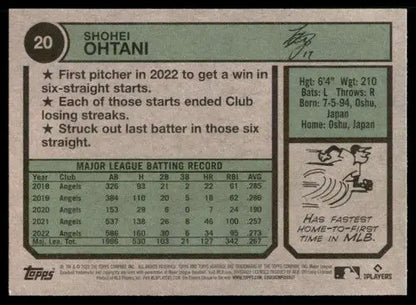 20
SHOHEI
OHTANI
17
★ First pitcher in 2022 to get a win in
six-straight starts.
★ Each of those starts ended Club
losing streaks.
★ Struck out last batter in those six
straight.
Hgt: 6'4" Wgt: 210
Bats: L Throws: R
Born: 7-5-94, Oshu,
Japan
Home: Oshu, Japan
MAJOR LEAGUE BATTING RECORD
Year Club AB H 2B 3B HR RBI AVG
2018 Angels 326 93 21 2 22 61 .285
2019 Angels 384 110 20 5 18 62 .286
2020 Angels 153 29 6 0 7 24 .190
2021 Angels 537 138 26 8 46 100 .257
2022 Angels 586 160 30 6 34 95 .273
Maj. Lea. Tot. 1986 530 103 21 127 342 .267
HAS FASTEST
HOME-TO-FIRST
TIME IN MLB.
Topps
MLB
PLAYERS